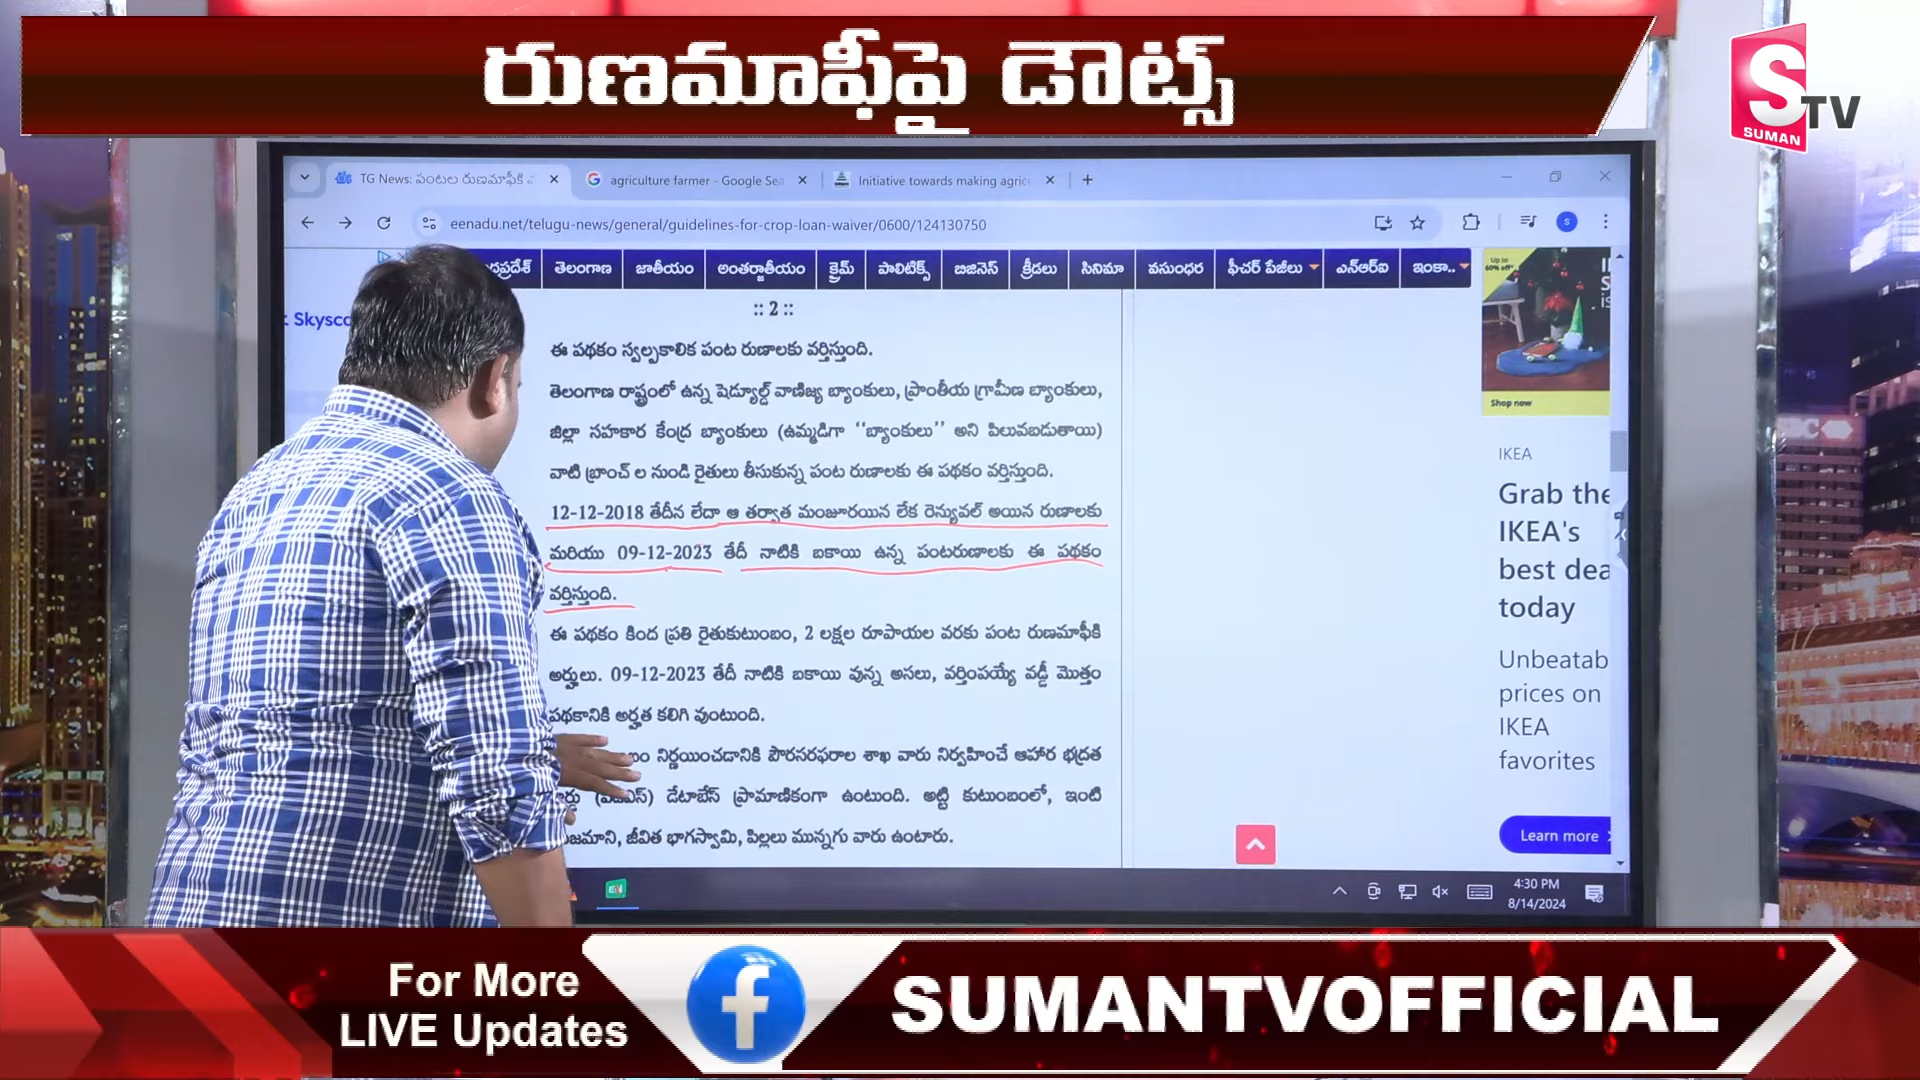 రుణమాఫీపై డౌట్స్
S TV
SUMAN
TG News: పంటల రుణమాఫీకి
agriculture farmer - Google Sea
Initiative towards making agric
eenadu.net/telugu-news/general/guidelines-for-crop-loan-waiver/0600/124130750
తెలంగాణ జాతీయం అంతర్జాతీయం క్రైమ్ పాలిటిక్స్ బిజినెస్ క్రీడలు సినిమా వసుంధర ఫీచర్ పేజీలు ఎన్ఆర్ఐ ఇంకా..
:: 2 ::
ఈ పథకం స్వల్పకాలిక పంట రుణాలకు వర్తిస్తుంది.
తెలంగాణ రాష్ట్రంలో ఉన్న షెడ్యూల్డ్ వాణిజ్య బ్యాంకులు, ప్రాంతీయ గ్రామీణ బ్యాంకులు,
జిల్లా సహకార కేంద్ర బ్యాంకులు (ఉమ్మడిగా ‘‘బ్యాంకులు’’ అని పిలువబడుతాయి)
వాటి బ్రాంచ్ ల నుండి రైతులు తీసుకున్న పంట రుణాలకు ఈ పథకం వర్తిస్తుంది.
12-12-2018 తేదీన లేదా ఆ తర్వాత మంజూరయిన లేక రెన్యువల్ అయిన రుణాలకు
మరియు 09-12-2023 తేదీ నాటికి బకాయి ఉన్న పంటరుణాలకు ఈ పథకం
వర్తిస్తుంది.
ఈ పథకం కింద ప్రతి రైతుకుటుంబం, 2 లక్షల రూపాయల వరకు పంట రుణమాఫీకి
అర్హులు. 09-12-2023 తేదీ నాటికి బకాయి వున్న అసలు, వర్తింపయ్యే వడ్డీ మొత్తం
పథకానికి అర్హత కలిగి వుంటుంది.
నిర్ణయించడానికి పౌరసరఫరాల శాఖ వారు నిర్వహించే ఆహార భద్రత
డేటాబేస్ ప్రామాణికంగా ఉంటుంది. అట్టి కుటుంబంలో, ఇంటి
జీవిత భాగస్వామి, పిల్లలు మున్నగు వారు ఉంటారు.
Up to
60% off*
Shop now
IKEA
Grab the
IKEA's
best dea
today
Unbeatab
prices on
IKEA
favorites
Learn more
4:30 PM
8/14/2024
For More
LIVE Updates
SUMANTVOFFICIAL